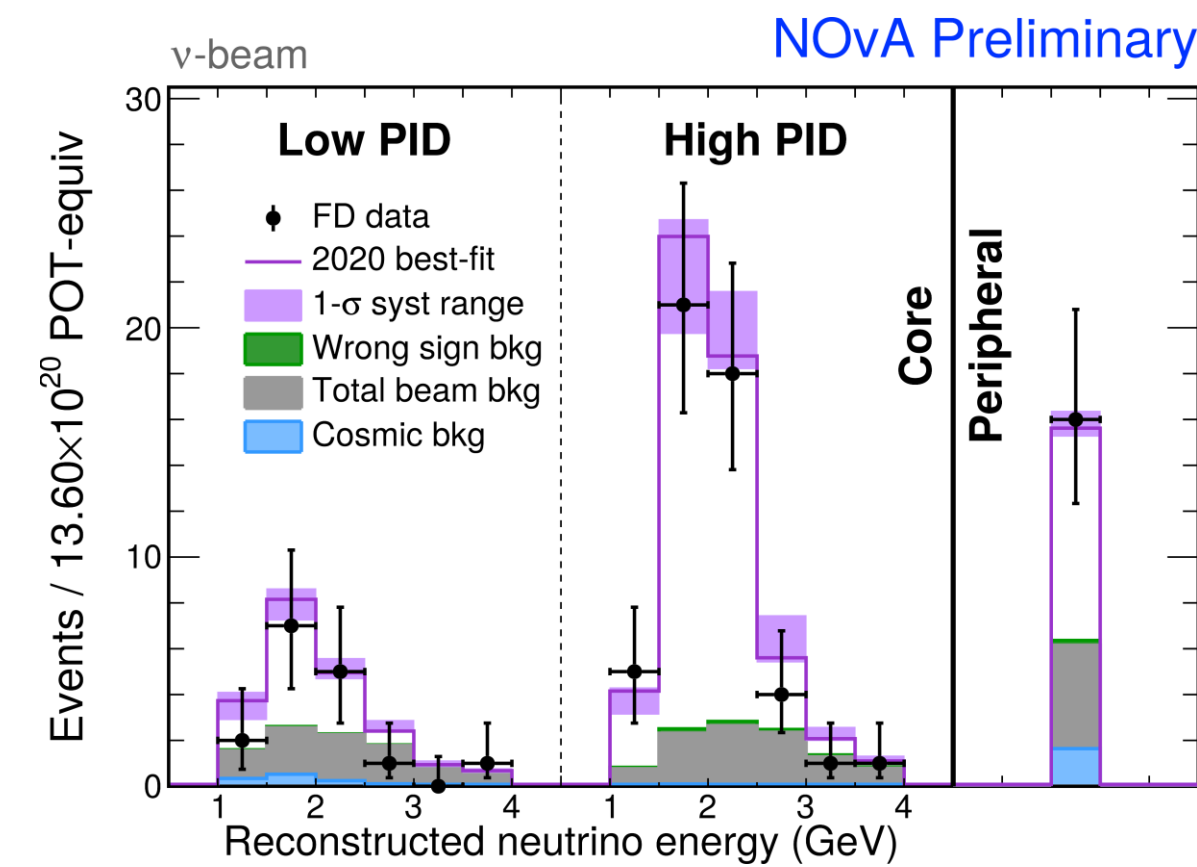 NOvA Preliminary
ν-beam
Low PID
High PID
Core
Peripheral
FD data
2020 best-fit
1-σ syst range
Wrong sign bkg
Total beam bkg
Cosmic bkg
Events / 13.60×10²⁰ POT-equiv
30
20
10
0
1 2 3 4 1 2 3 4
Reconstructed neutrino energy (GeV)